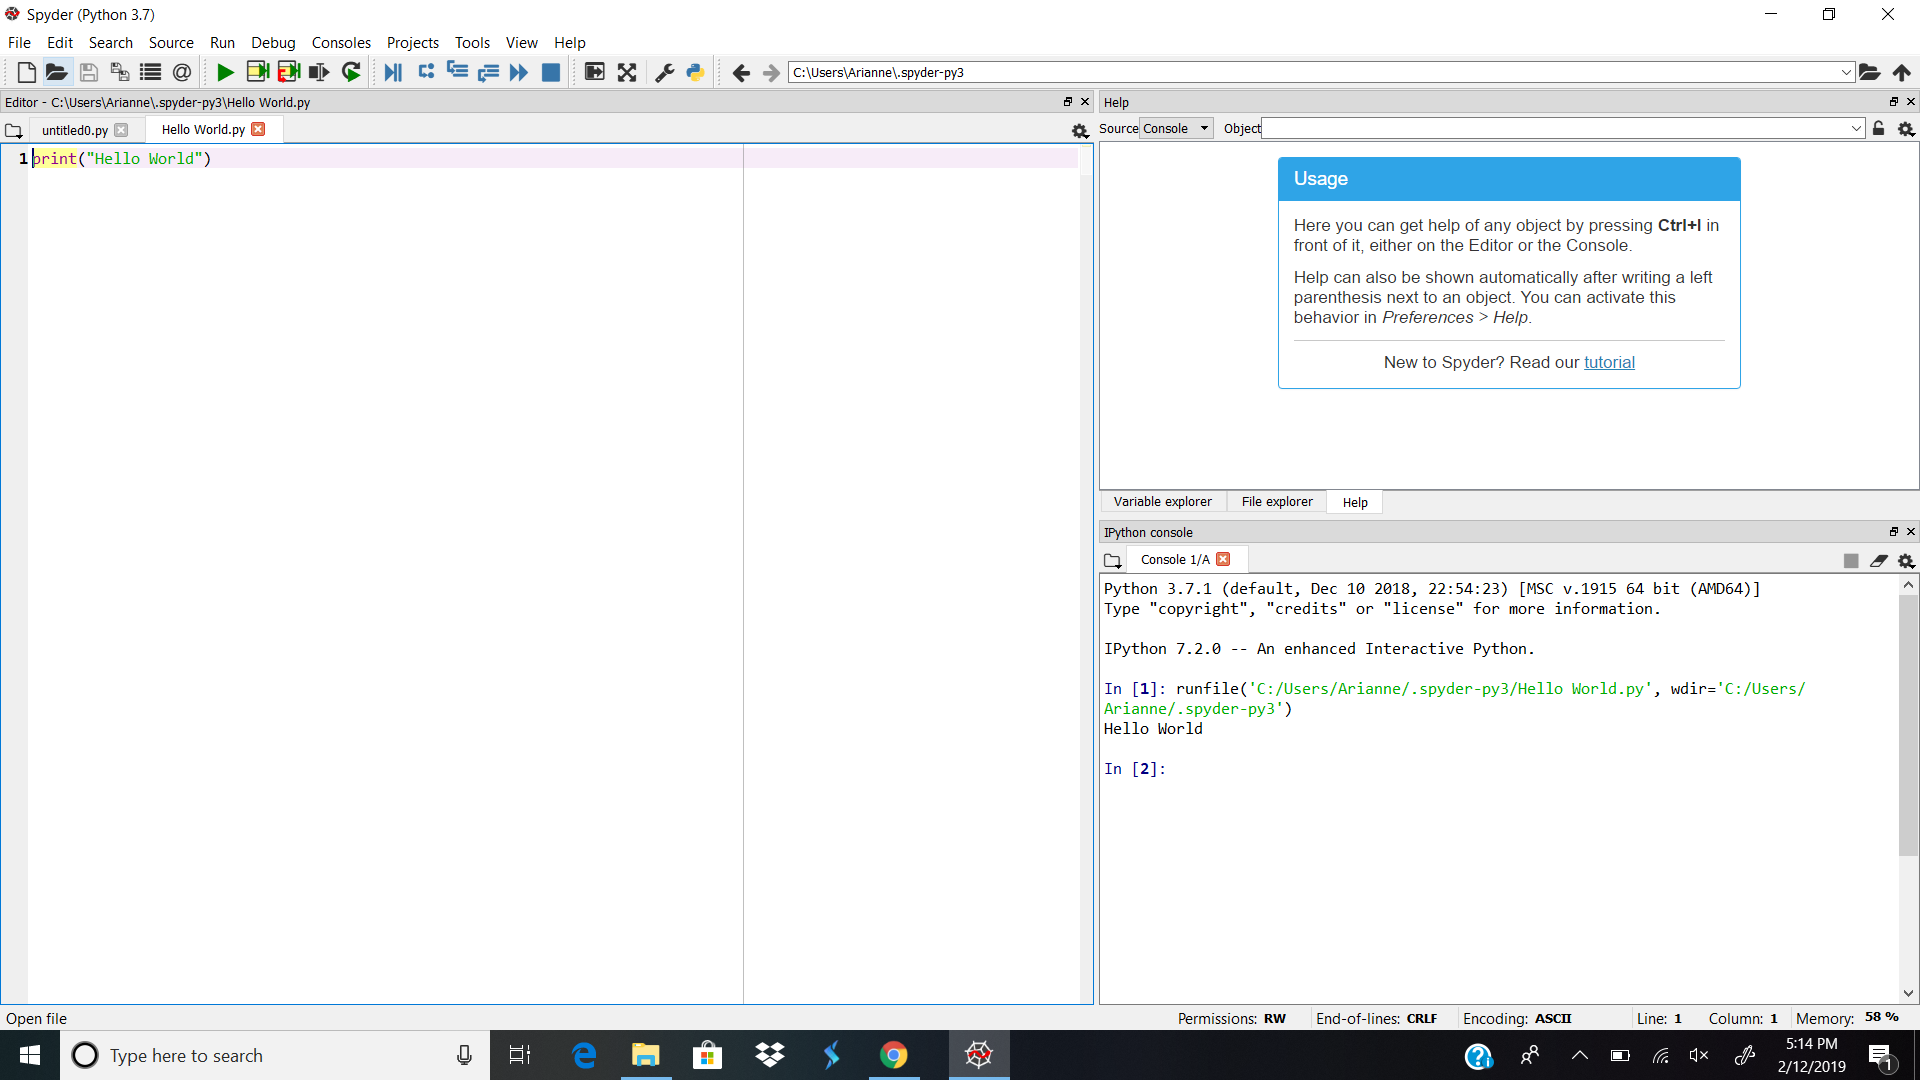 Spyder (Python 3.7)
File Edit Search Source Run Debug Consoles Projects Tools View Help
C:\Users\Arianne\.spyder-py3
Editor - C:\Users\Arianne\.spyder-py3\Hello World.py
untitled0.py Hello World.py
1 print("Hello World")
Help
Source Console Object
Usage
Here you can get help of any object by pressing Ctrl+I in
front of it, either on the Editor or the Console.
Help can also be shown automatically after writing a left
parenthesis next to an object. You can activate this
behavior in Preferences > Help.
New to Spyder? Read our tutorial
Variable explorer File explorer Help
IPython console
Console 1/A
Python 3.7.1 (default, Dec 10 2018, 22:54:23) [MSC v.1915 64 bit (AMD64)]
Type "copyright", "credits" or "license" for more information.
IPython 7.2.0 -- An enhanced Interactive Python.
In [1]: runfile('C:/Users/Arianne/.spyder-py3/Hello World.py', wdir='C:/Users/
Arianne/.spyder-py3')
Hello World
In [2]:
Open file Permissions: RW End-of-lines: CRLF Encoding: ASCII Line: 1 Column: 1 Memory: 58 %
Type here to search
5:14 PM
2/12/2019
1